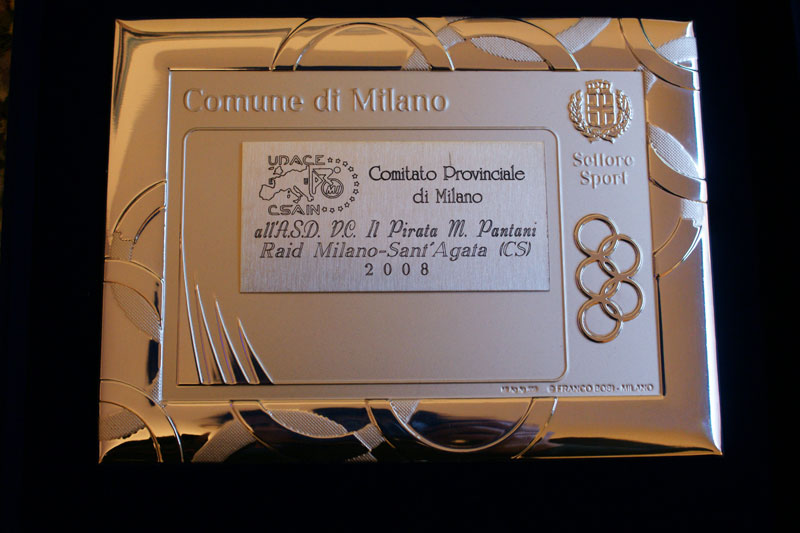 Comune di Milano
Settore
Sport
UDACE
CSAIN
Comitato Provinciale
di Milano
all'A.S.D. V.C. Il Pirata M. Pantani
Raid Milano-Sant'Agata (CS)
2008
© FRANCO BOSI - MILANO